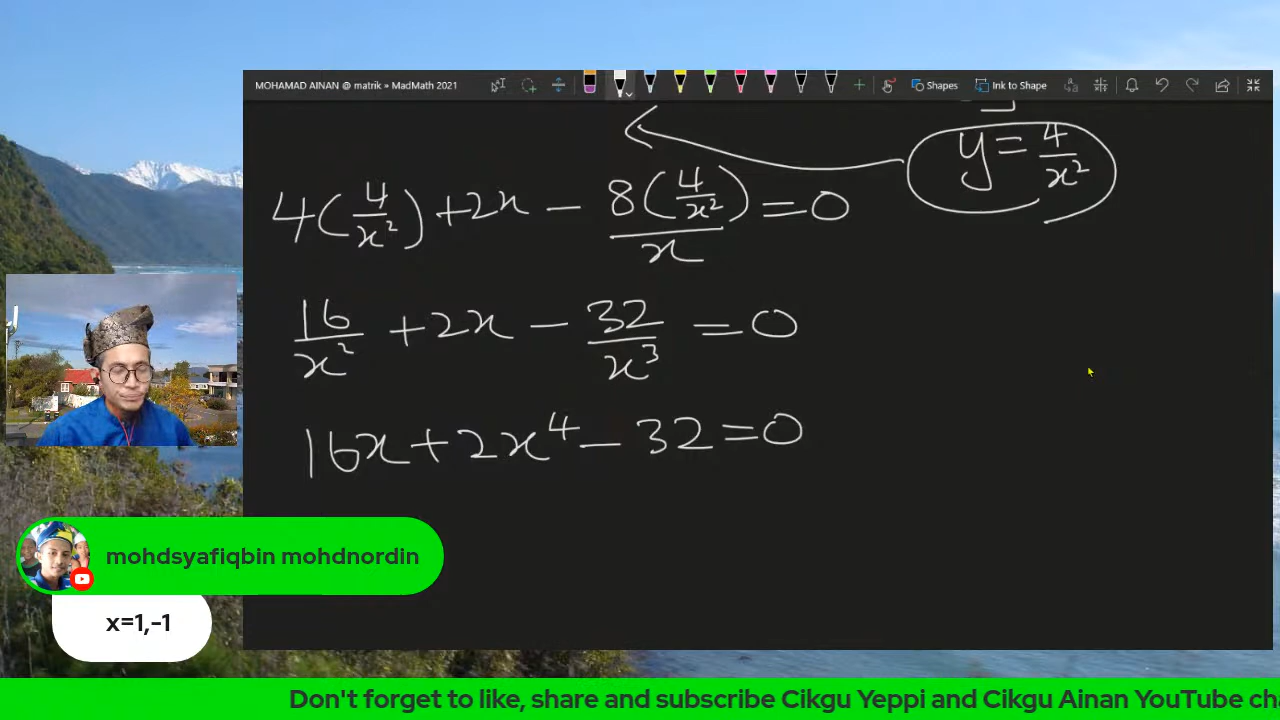 MOHAMAD AINAN @ matrik » MadMath 2021
Shapes
Ink to Shape
y = 4/x²
4(4/x²) + 2x − 8(4/x²)/x = 0
16/x² + 2x − 32/x³ = 0
16x + 2x⁴ − 32 = 0
mohdsyafiqbin mohdnordin
x=1,-1
Don't forget to like, share and subscribe Cikgu Yeppi and Cikgu Ainan YouTube cha